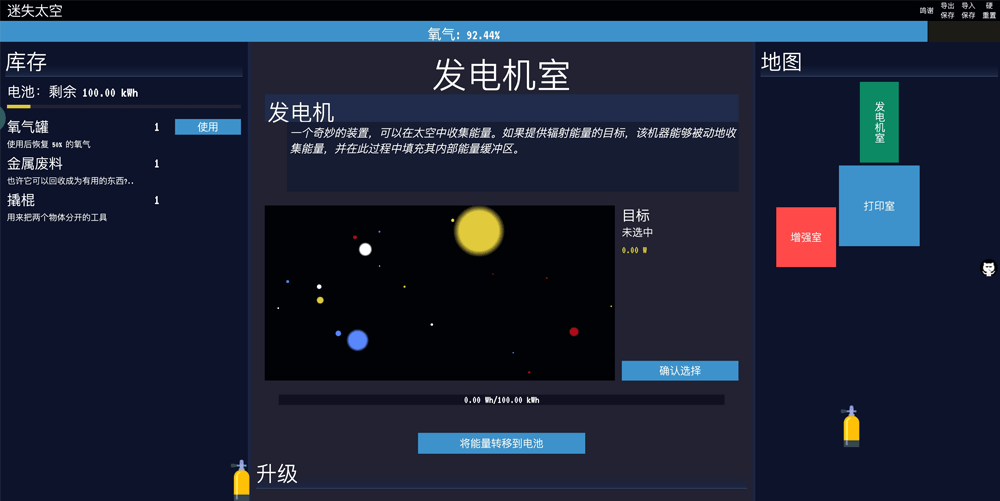 迷失太空
鸣谢
导出
保存
导入
保存
硬
重置
氧气: 92.44%
库存
电池: 剩余 100.00 kWh
氧气罐 1 使用
使用后恢复 50% 的氧气
金属废料 1
也许它可以回收成为有用的东西?..
撬棍 1
用来把两个物体分开的工具
发电机室
发电机
一个奇妙的装置，可以在太空中收集能量。如果提供辐射能量的目标，该机器能够被动地收
集能量，并在此过程中填充其内部能量缓冲区。
目标
未选中
0.00 W
确认选择
0.00 Wh/100.00 kWh
将能量转移到电池
升级
地图
发电机室
打印室
增强室